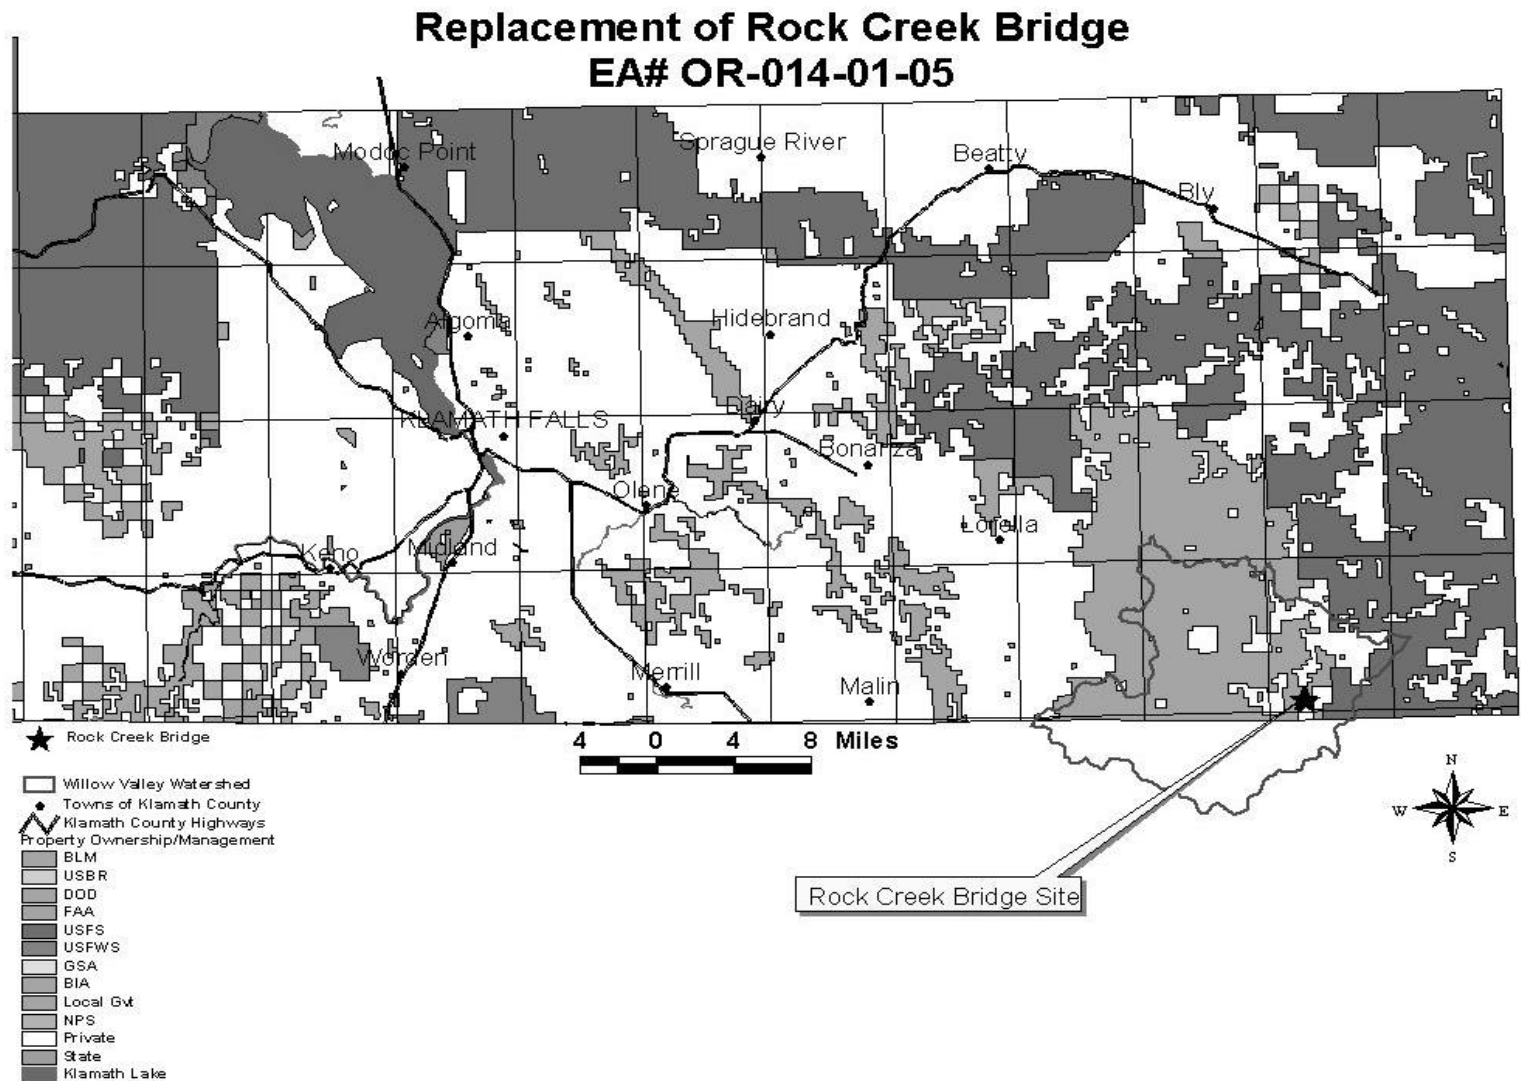 Replacement of Rock Creek Bridge
EA# OR-014-01-05
Modoc Point
Sprague River
Beatty
Bly
Algoma
Hidebrand
KLAMATH FALLS
Dairy
Bonanza
Olene
Lorella
Keno
Midland
Worden
Merrill
Malin
Rock Creek Bridge
4 0 4 8 Miles
Willow Valley Watershed
Towns of Klamath County
Klamath County Highways
Property Ownership/Management
BLM
USBR
DOD
FAA
USFS
USFWS
GSA
BIA
Local Gvt
NPS
Private
State
Klamath Lake
Rock Creek Bridge Site
N
W E
S